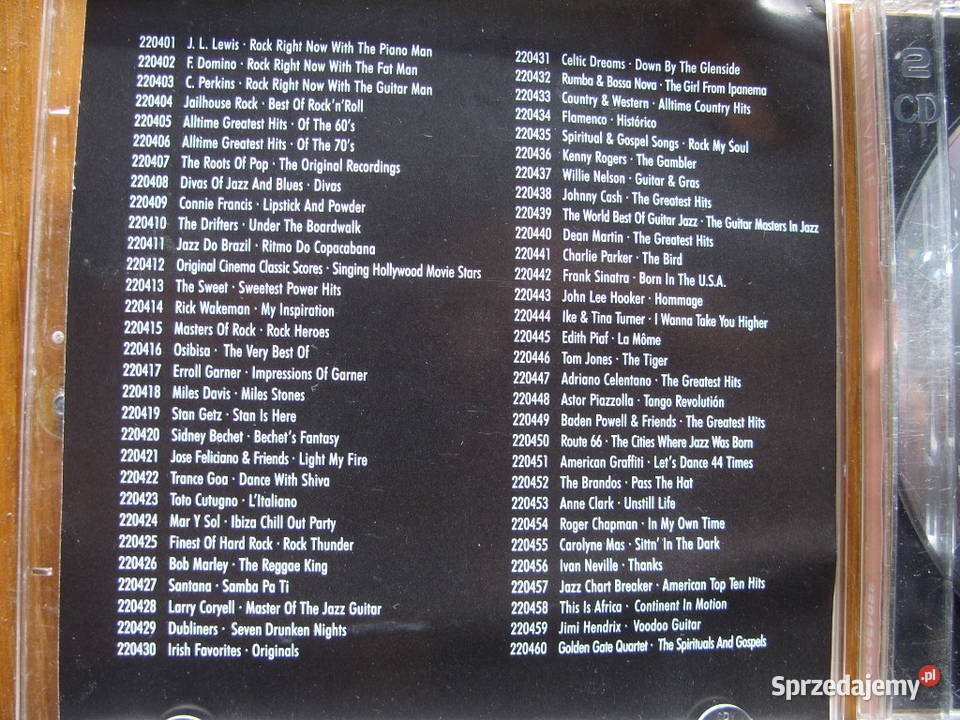 220401 J. L. Lewis · Rock Right Now With The Piano Man
220402 F. Domino · Rock Right Now With The Fat Man
220403 C. Perkins · Rock Right Now With The Guitar Man
220404 Jailhouse Rock · Best Of Rock'n'Roll
220405 Alltime Greatest Hits · Of The 60's
220406 Alltime Greatest Hits · Of The 70's
220407 The Roots Of Pop · The Original Recordings
220408 Divas Of Jazz And Blues · Divas
220409 Connie Francis · Lipstick And Powder
220410 The Drifters · Under The Boardwalk
220411 Jazz Do Brazil · Ritmo Do Copacabana
220412 Original Cinema Classic Scores · Singing Hollywood Movie Stars
220413 The Sweet · Sweetest Power Hits
220414 Rick Wakeman · My Inspiration
220415 Masters Of Rock · Rock Heroes
220416 Osibisa · The Very Best Of
220417 Erroll Garner · Impressions Of Garner
220418 Miles Davis · Miles Stones
220419 Stan Getz · Stan Is Here
220420 Sidney Bechet · Bechet's Fantasy
220421 Jose Feliciano & Friends · Light My Fire
220422 Trance Goa · Dance With Shiva
220423 Toto Cutugno · L'Italiano
220424 Mar Y Sol · Ibiza Chill Out Party
220425 Finest Of Hard Rock · Rock Thunder
220426 Bob Marley · The Reggae King
220427 Santana · Samba Pa Ti
220428 Larry Coryell · Master Of The Jazz Guitar
220429 Dubliners · Seven Drunken Nights
220430 Irish Favorites · Originals
220431 Celtic Dreams · Down By The Glenside
220432 Rumba & Bossa Nova · The Girl From Ipanema
220433 Country & Western · Alltime Country Hits
220434 Flamenco · Histórico
220435 Spiritual & Gospel Songs · Rock My Soul
220436 Kenny Rogers · The Gambler
220437 Willie Nelson · Guitar & Gras
220438 Johnny Cash · The Greatest Hits
220439 The World Best Of Guitar Jazz · The Guitar Masters In Jazz
220440 Dean Martin · The Greatest Hits
220441 Charlie Parker · The Bird
220442 Frank Sinatra · Born In The U.S.A.
220443 John Lee Hooker · Hommage
220444 Ike & Tina Turner · I Wanna Take You Higher
220445 Edith Piaf · La Môme
220446 Tom Jones · The Tiger
220447 Adriano Celentano · The Greatest Hits
220448 Astor Piazzolla · Tango Revolutión
220449 Baden Powell & Friends · The Greatest Hits
220450 Route 66 · The Cities Where Jazz Was Born
220451 American Graffiti · Let's Dance 44 Times
220452 The Brandos · Pass The Hat
220453 Anne Clark · Unstill Life
220454 Roger Chapman · In My Own Time
220455 Carolyne Mas · Sittn' In The Dark
220456 Ivan Neville · Thanks
220457 Jazz Chart Breaker · American Top Ten Hits
220458 This Is Africa · Continent In Motion
220459 Jimi Hendrix · Voodoo Guitar
220460 Golden Gate Quartet · The Spirituals And Gospels
2
CD
Sprzedajemy.pl